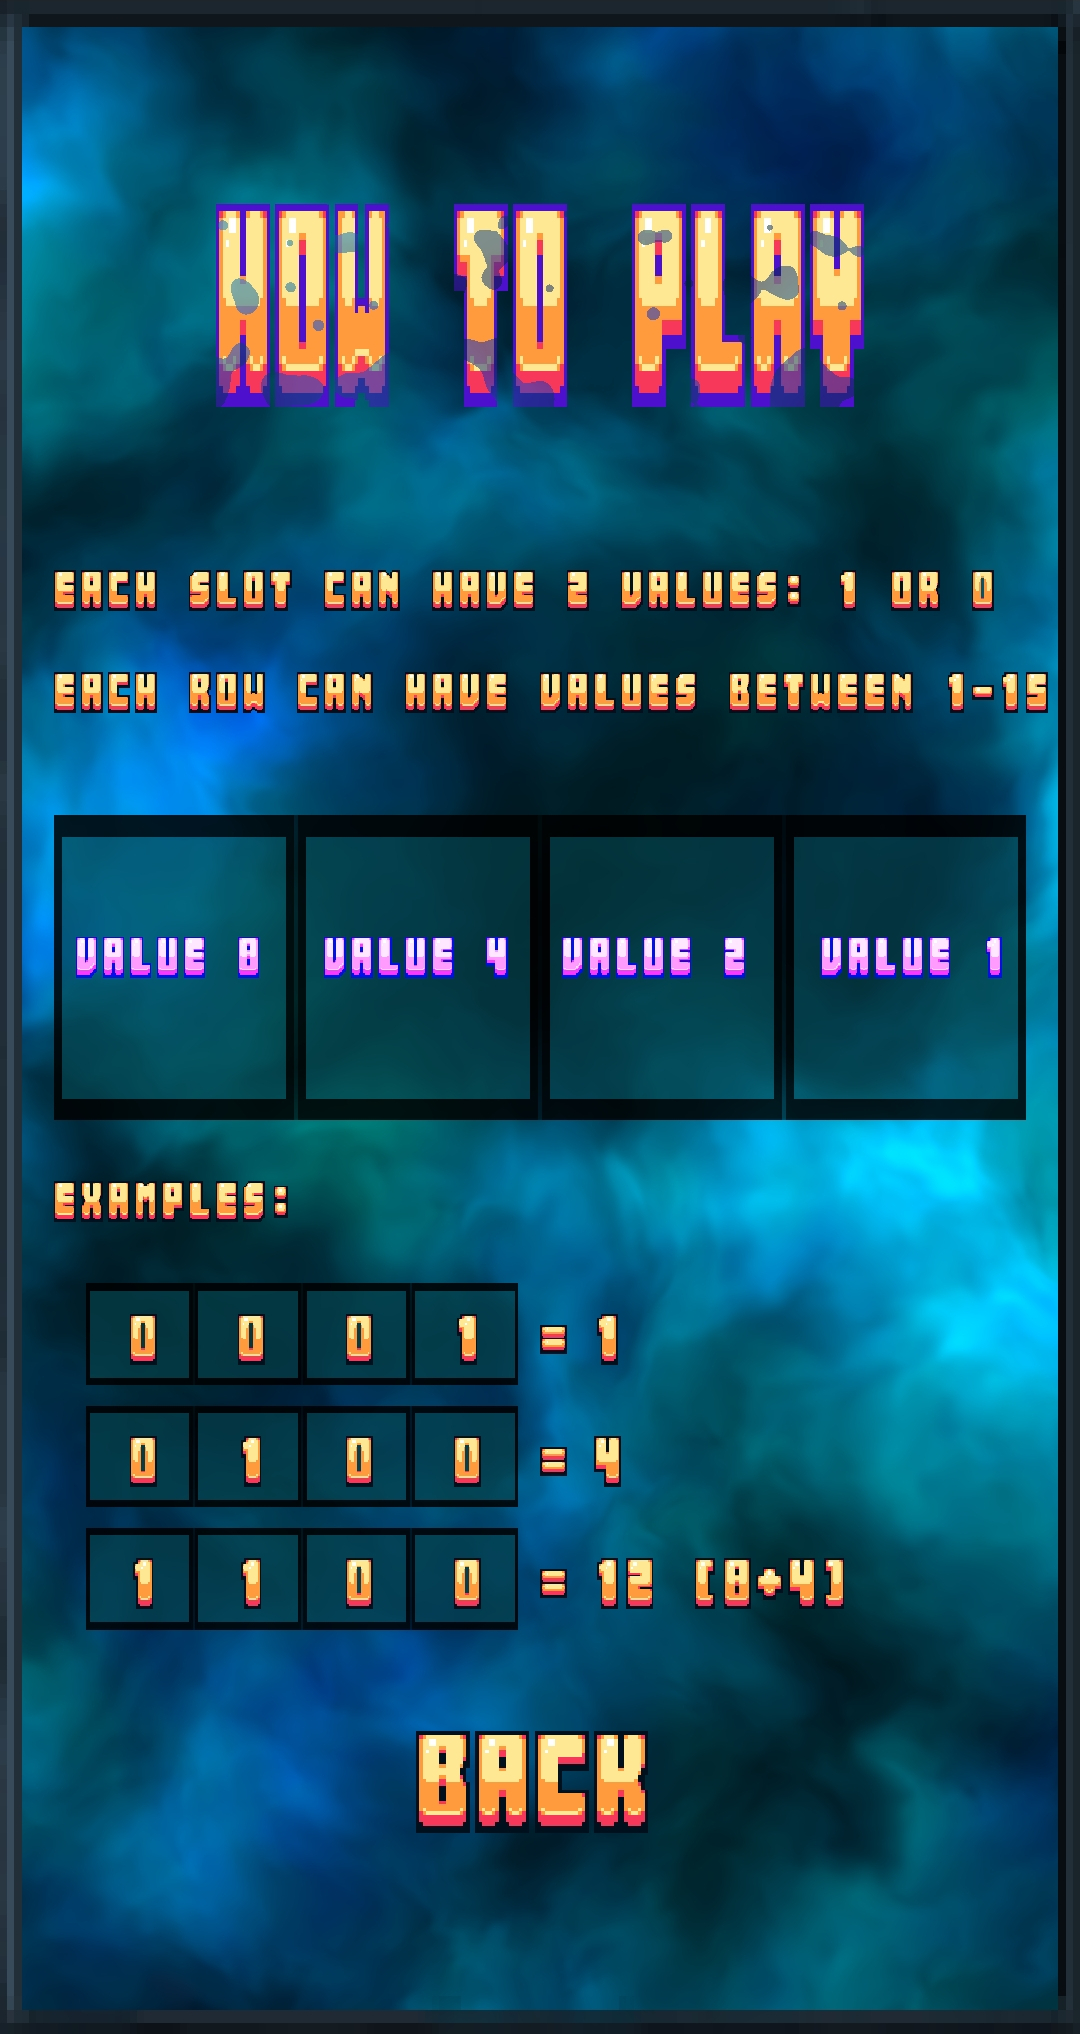 HOW TO PLAY
EACH SLOT CAN HAVE 2 VALUES: 1 OR 0
EACH ROW CAN HAVE VALUES BETWEEN 1-15
VALUE 8 VALUE 4 VALUE 2 VALUE 1
EXAMPLES:
0 0 0 1 = 1
0 1 0 0 = 4
1 1 0 0 = 12 (8+4)
BACK